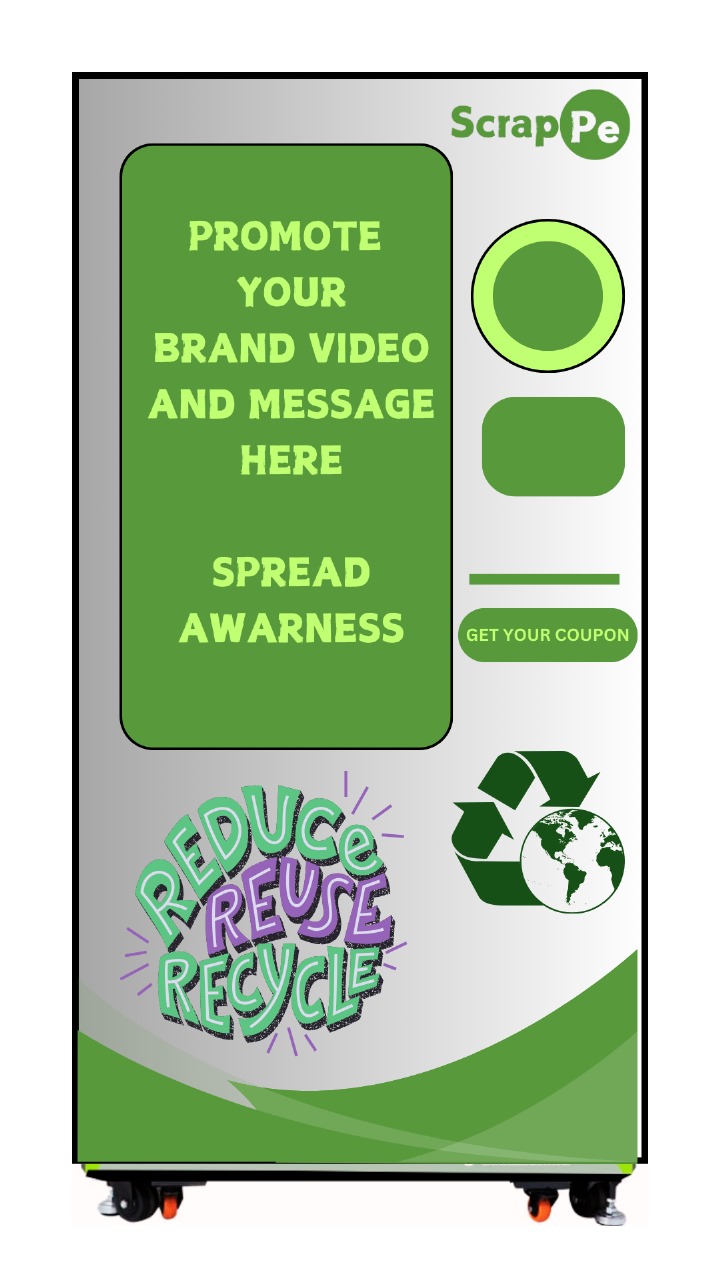 ScrapPe
PROMOTE
YOUR
BRAND VIDEO
AND MESSAGE
HERE
SPREAD
AWARNESS
GET YOUR COUPON
REDUCe
REUSE
RECYCLE